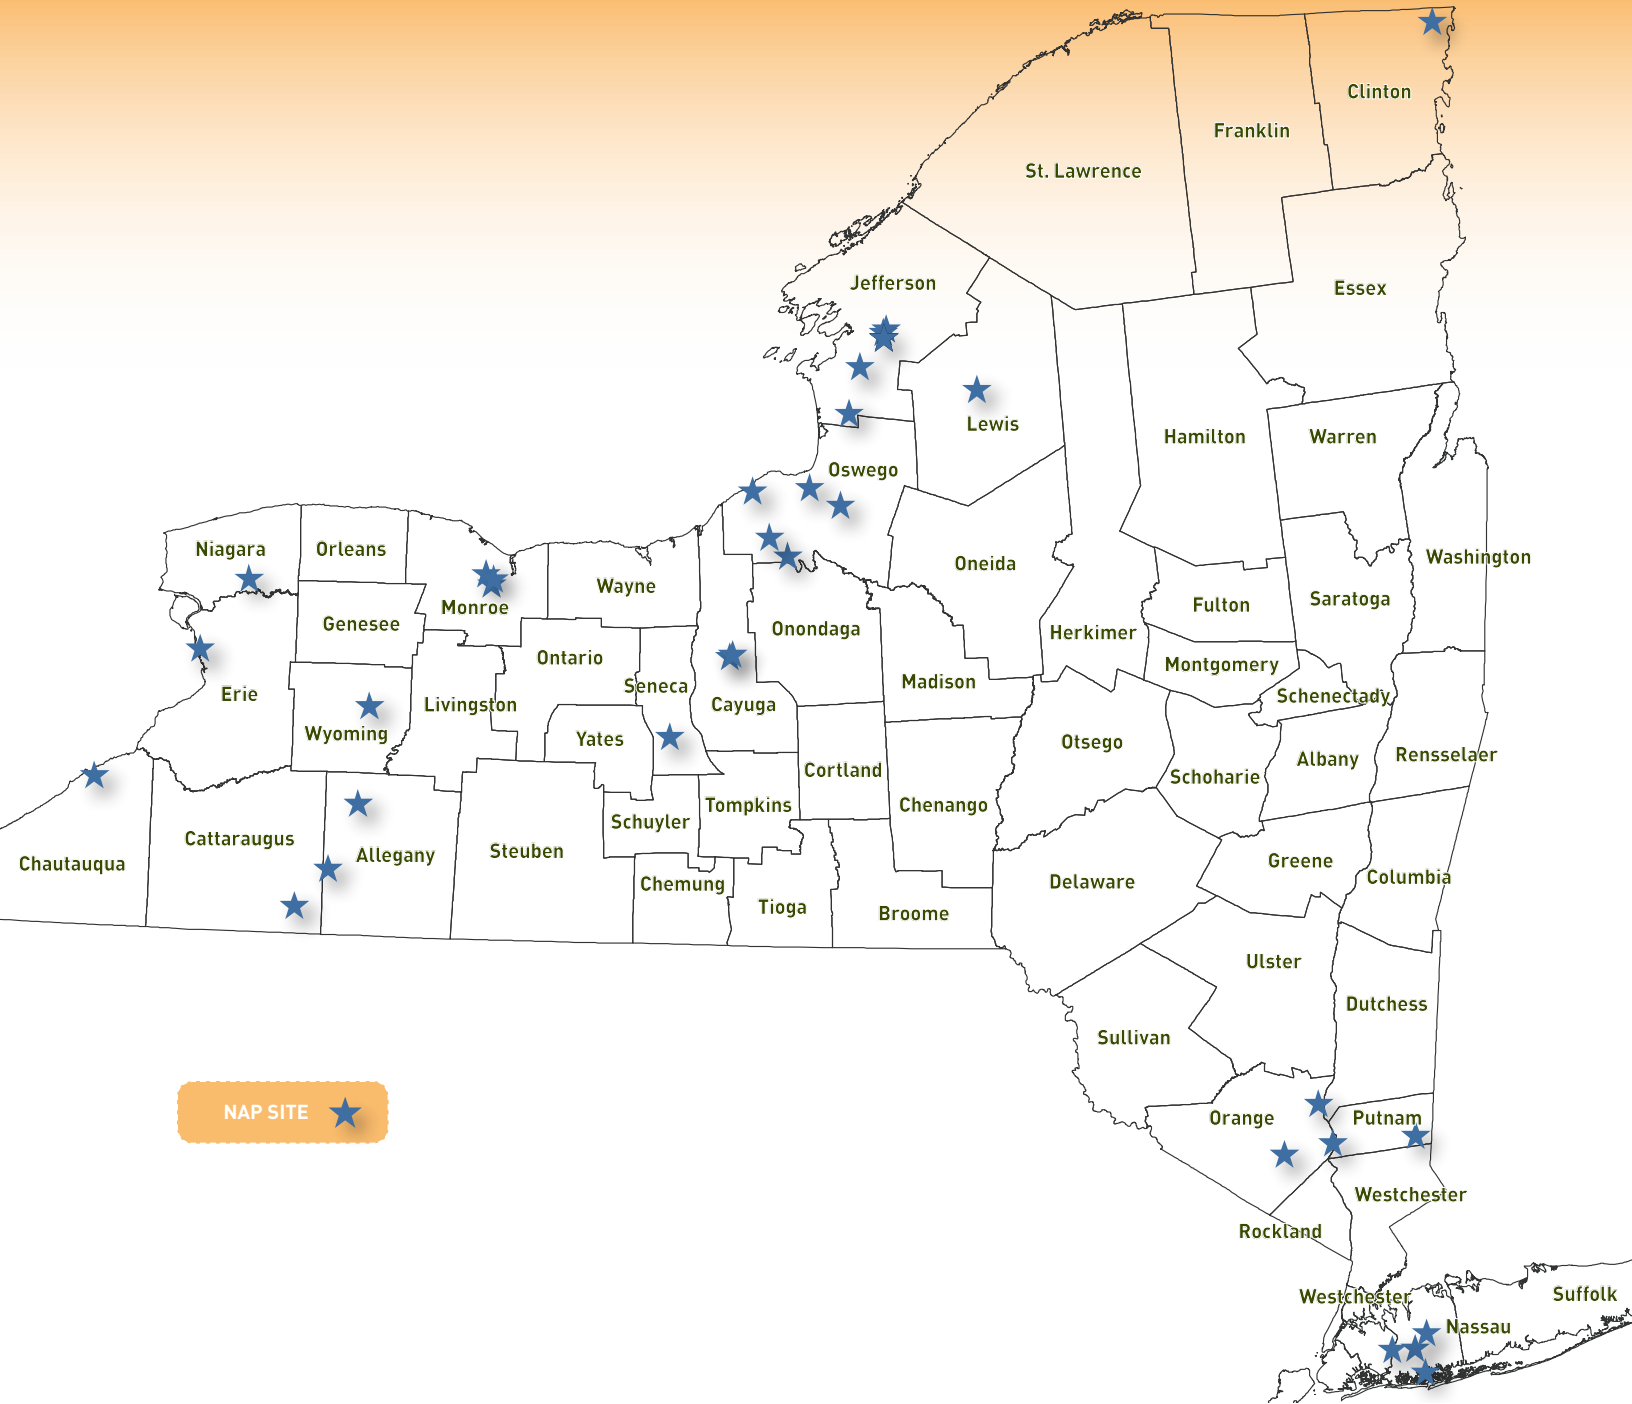 Clinton
Franklin
St. Lawrence
Jefferson
Essex
Lewis
Hamilton
Warren
Oswego
Niagara
Orleans
Oneida
Washington
Wayne
Monroe
Fulton
Saratoga
Genesee
Onondaga
Herkimer
Ontario
Montgomery
Seneca
Madison
Erie
Schenectady
Livingston
Cayuga
Wyoming
Yates
Otsego
Rensselaer
Albany
Cortland
Schoharie
Tompkins
Chenango
Schuyler
Cattaraugus
Steuben
Allegany
Greene
Chautauqua
Columbia
Delaware
Chemung
Tioga
Broome
Ulster
Dutchess
Sullivan
NAP SITE
Orange
Putnam
Westchester
Rockland
Suffolk
Westchester
Nassau